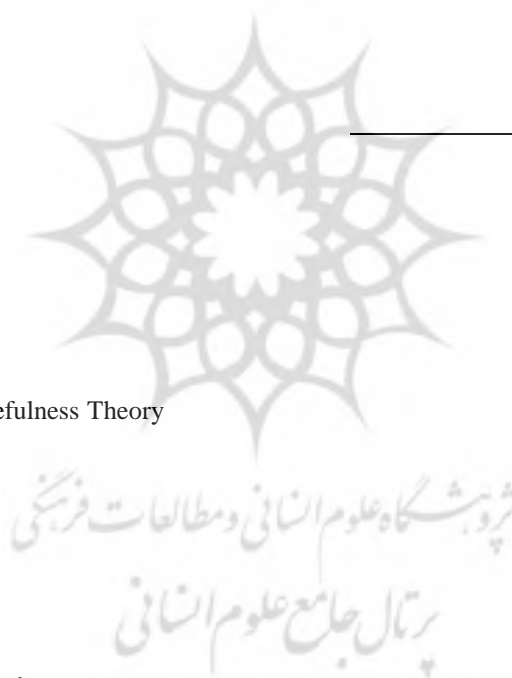 efulness Theory
پژوهشگاه علوم انسانی و مطالعات فرهنگی
پرتال جامع علوم انسانی